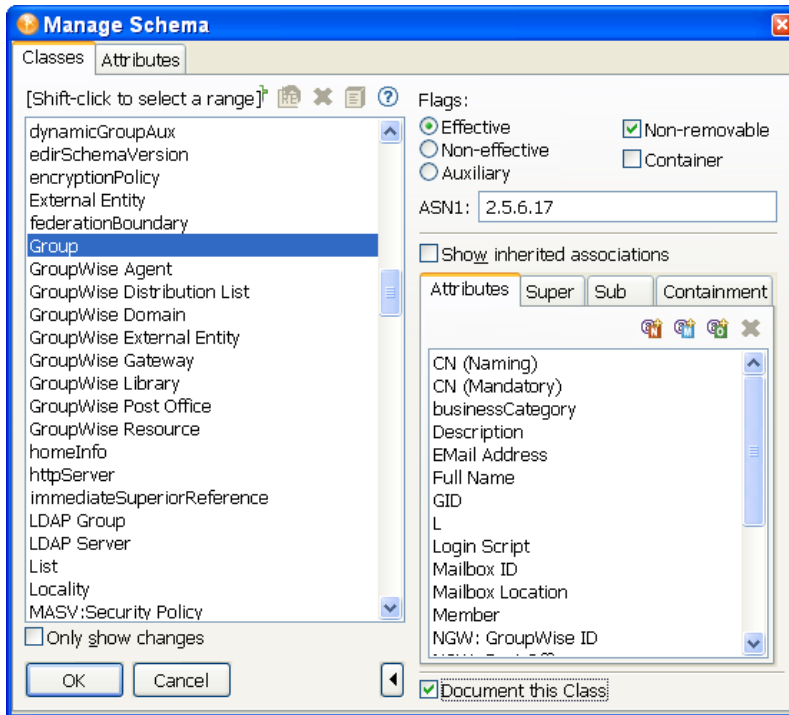 Manage Schema
Classes
Attributes
[Shift-click to select a range]
dynamicGroupAux
edirSchemaVersion
encryptionPolicy
External Entity
federationBoundary
Group
GroupWise Agent
GroupWise Distribution List
GroupWise Domain
GroupWise External Entity
GroupWise Gateway
GroupWise Library
GroupWise Post Office
GroupWise Resource
homeInfo
httpServer
immediateSuperiorReference
LDAP Group
LDAP Server
List
Locality
MASV:Security Policy
Only show changes
OK
Cancel
Flags:
Effective
Non-effective
Auxiliary
Non-removable
Container
ASN1: 2.5.6.17
Show inherited associations
Attributes
Super
Sub
Containment
CN (Naming)
CN (Mandatory)
businessCategory
Description
EMail Address
Full Name
GID
L
Login Script
Mailbox ID
Mailbox Location
Member
NGW: GroupWise ID
Document this Class